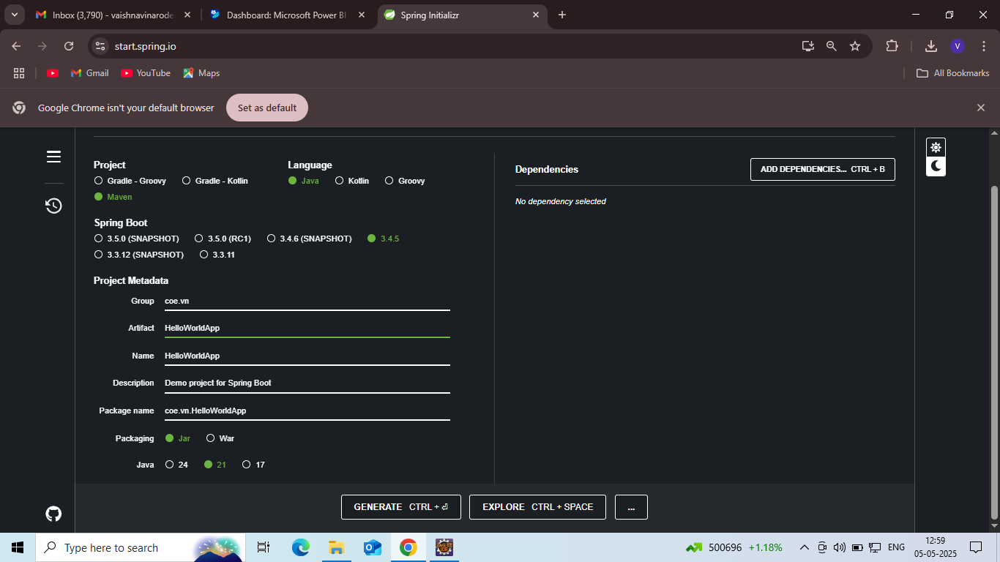 Inbox (3,790) - vaishnavinarode
Dashboard: Microsoft Power BI
Spring Initializr
start.spring.io
V
Gmail
YouTube
Maps
All Bookmarks
Google Chrome isn't your default browser
Set as default
Project
Gradle - Groovy
Gradle - Kotlin
Maven
Language
Java
Kotlin
Groovy
Spring Boot
3.5.0 (SNAPSHOT)
3.5.0 (RC1)
3.4.6 (SNAPSHOT)
3.4.5
3.3.12 (SNAPSHOT)
3.3.11
Project Metadata
Group
coe.vn
Artifact
HelloWorldApp
Name
HelloWorldApp
Description
Demo project for Spring Boot
Package name
coe.vn.HelloWorldApp
Packaging
Jar
War
Java
24
21
17
Dependencies
ADD DEPENDENCIES... CTRL + B
No dependency selected
GENERATE CTRL + ⏎
EXPLORE CTRL + SPACE
...
Type here to search
500696 +1.18%
ENG
12:59
05-05-2025